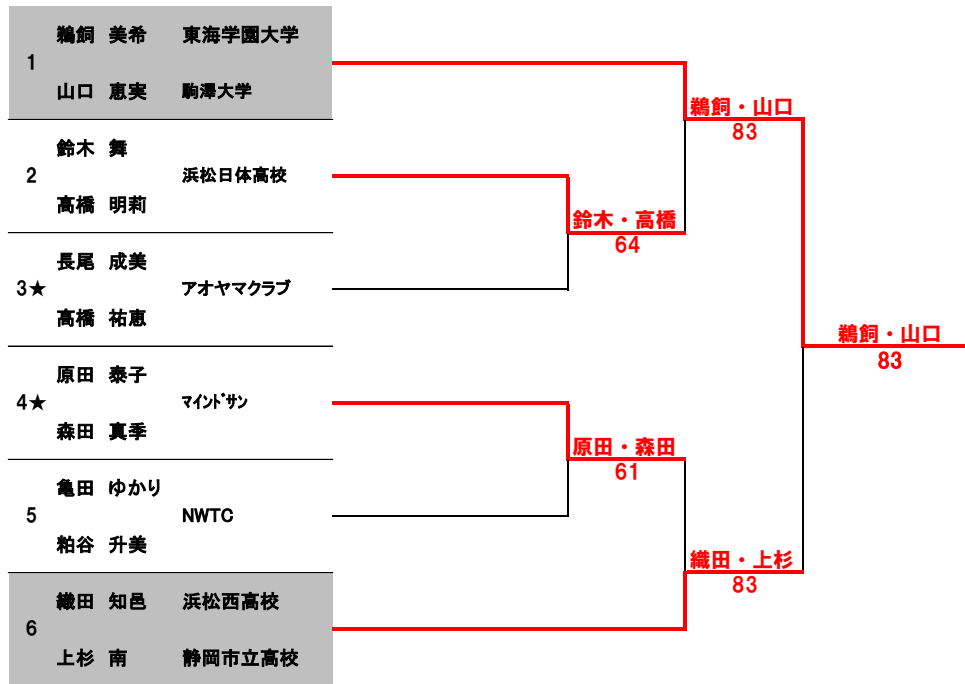 鵜飼 美希 東海学園大学
1
山口 恵実 駒澤大学
鵜飼・山口
83
鈴木 舞
2 浜松日体高校
高橋 明莉
鈴木・高橋
64
長尾 成美
3★ アオヤマクラブ
高橋 祐恵
鵜飼・山口
83
原田 泰子
4★ マインドサン
森田 真季
原田・森田
61
亀田 ゆかり
5 NWTC
粕谷 升美
織田・上杉
83
織田 知邑 浜松西高校
6
上杉 南 静岡市立高校